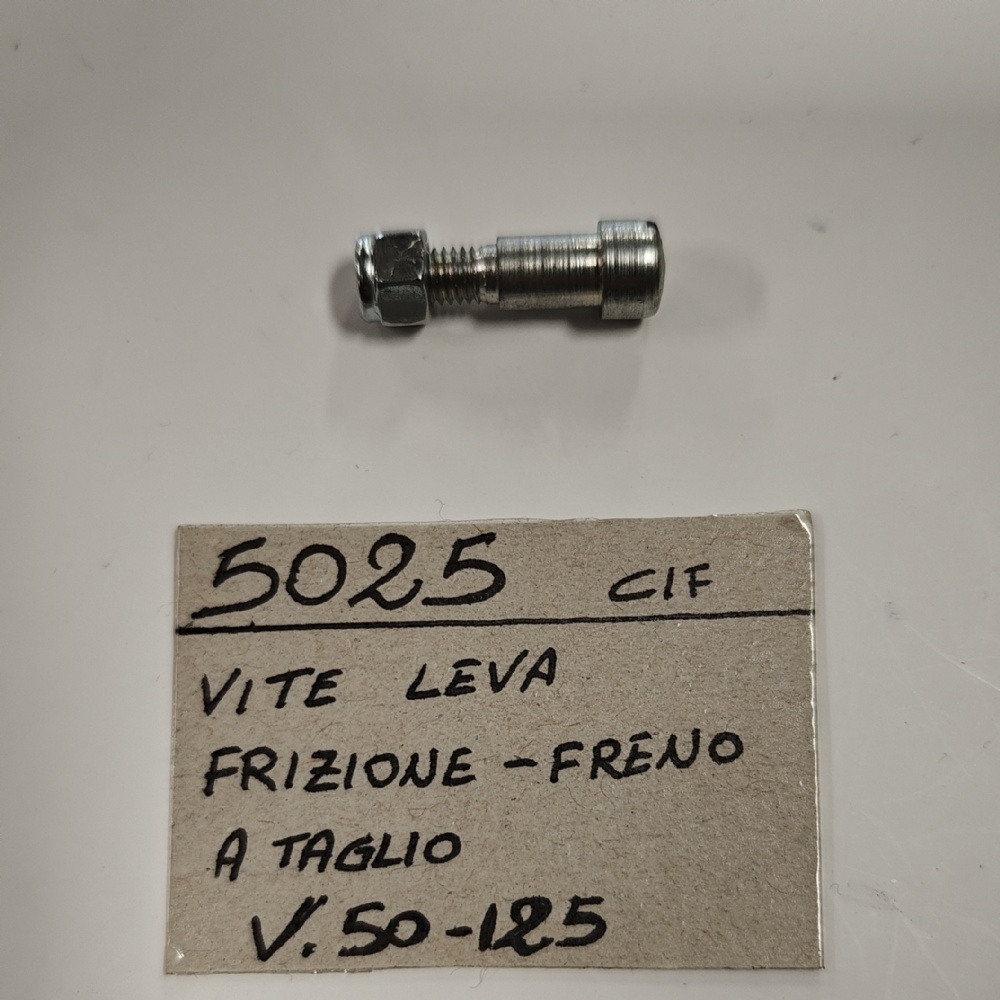 5025 CIF
VITE LEVA
FRIZIONE - FRENO
A TAGLIO
V. 50-125